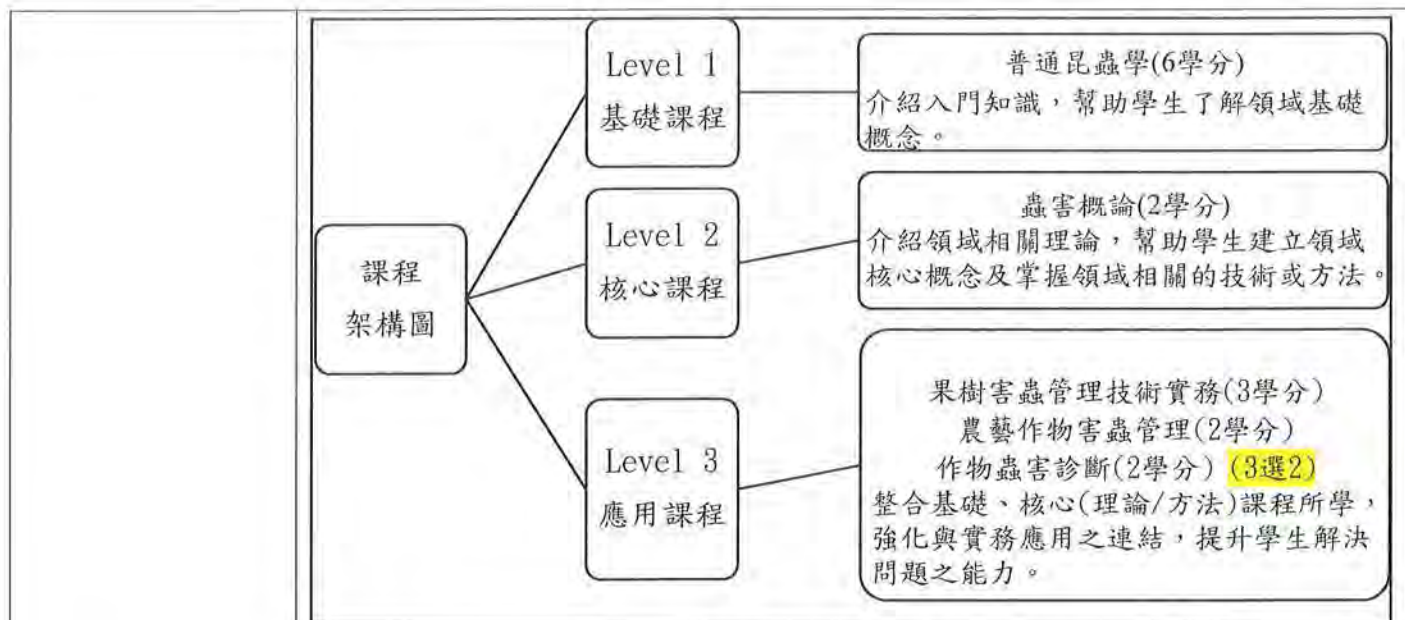 課程
架構圖
Level 1
基礎課程
普通昆蟲學(6學分)
介紹入門知識，幫助學生了解領域基礎
概念。
Level 2
核心課程
蟲害概論(2學分)
介紹領域相關理論，幫助學生建立領域
核心概念及掌握領域相關的技術或方法。
Level 3
應用課程
果樹害蟲管理技術實務(3學分)
農藝作物害蟲管理(2學分)
作物蟲害診斷(2學分) (3選2)
整合基礎、核心(理論/方法)課程所學，
強化與實務應用之連結，提升學生解決
問題之能力。